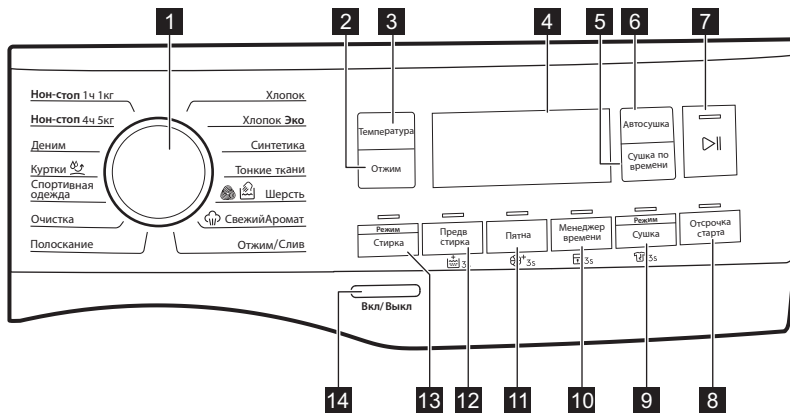 1
2
3
4
5
6
7
Нон-стоп 1ч 1кг
Нон-стоп 4ч 5кг
Деним
Куртки
Спортивная
одежда
Очистка
Полоскание
Хлопок
Хлопок Эко
Синтетика
Тонкие ткани
Шерсть
СвежийАромат
Отжим/Слив
Температура
Отжим
Автосушка
Сушка по
времени
Режим
Стирка
Предв
стирка
3
Пятна
3s
Менеджер
времени
3s
Режим
Сушка
3s
Отсрочка
старта
Вкл/Выкл
14
13
12
11
10
9
8